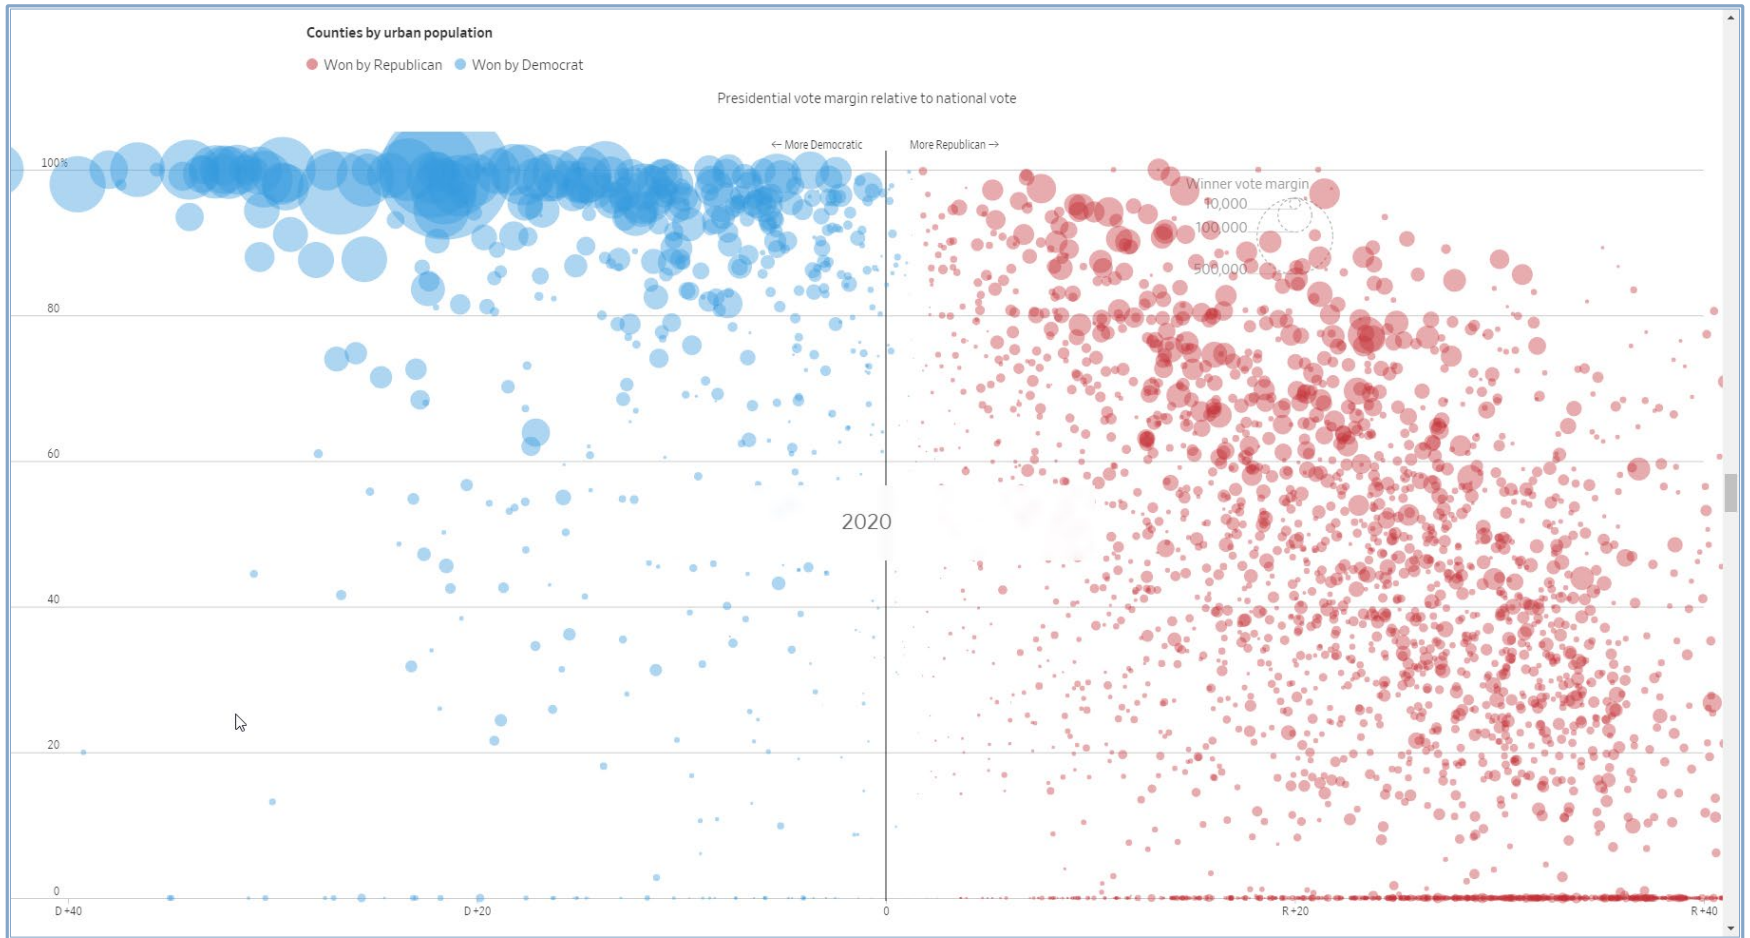 Counties by urban population
Won by Republican Won by Democrat
Presidential vote margin relative to national vote
← More Democratic More Republican →
100%
Winner vote margin
10,000
100,000
500,000
80
60
2020
40
20
0
D +40 D +20 0 R +20 R +40